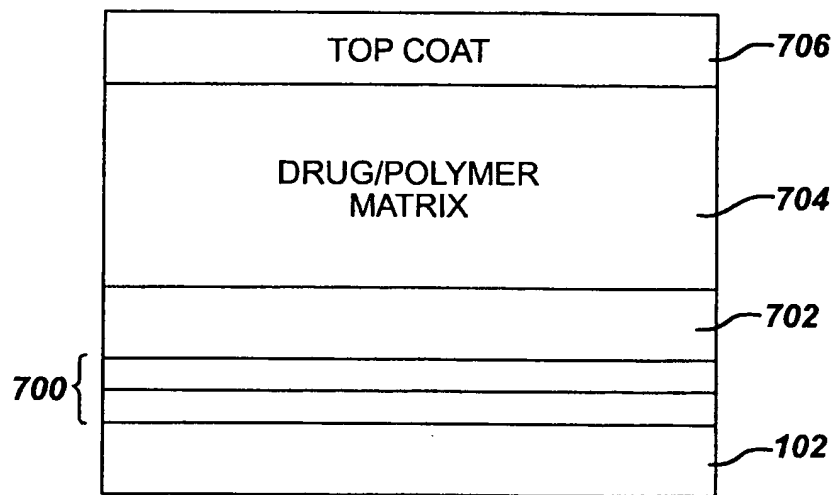 TOP COAT
706
DRUG/POLYMER
MATRIX
704
702
700
102